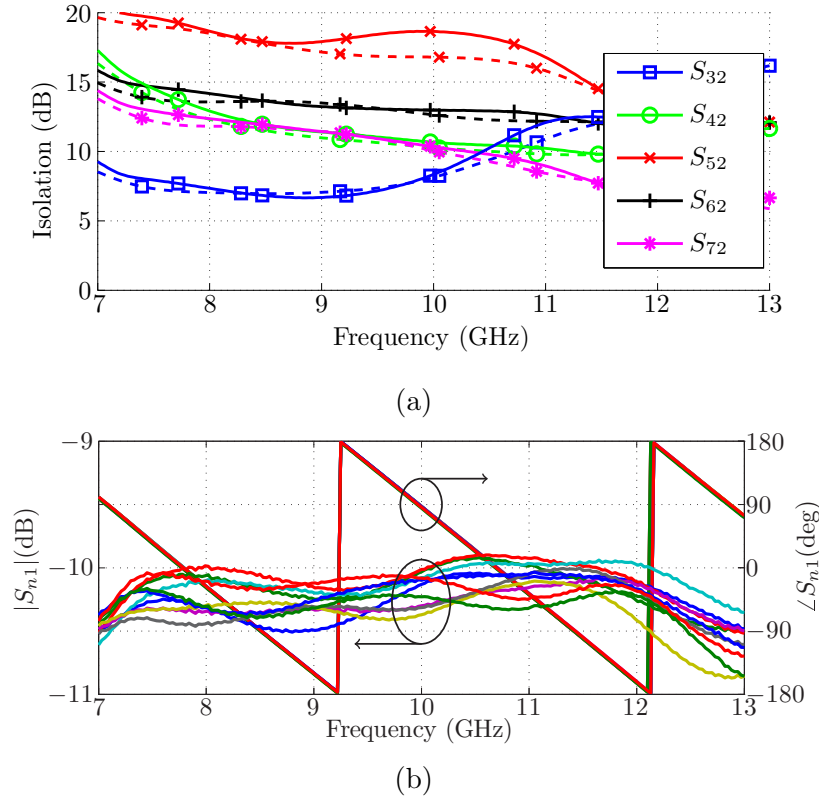 20
15
10
5
0
Isolation (dB)
7 8 9 10 11 12 13
Frequency (GHz)
S₃₂
S₄₂
S₅₂
S₆₂
S₇₂
(a)
−9
−10
−11
|Sₙ₁|(dB)
180
90
0
−90
−180
∠Sₙ₁(deg)
7 8 9 10 11 12 13
Frequency (GHz)
(b)